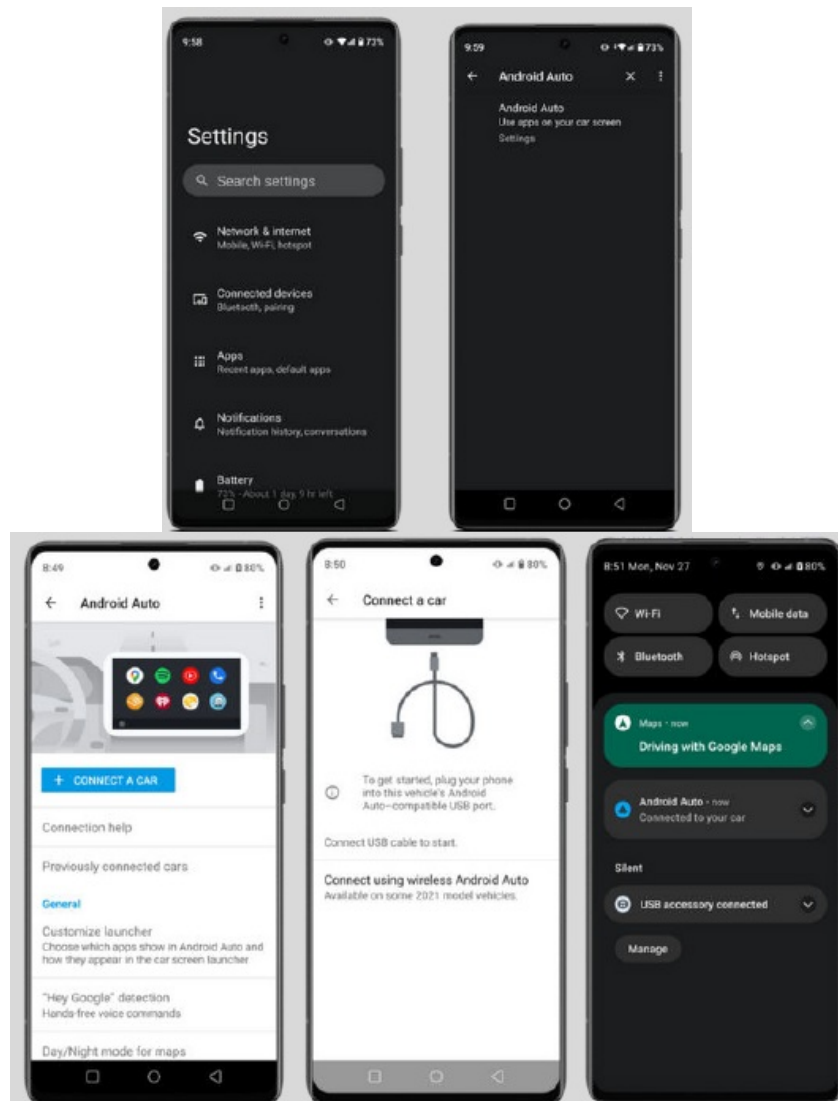 9:58
73%
Settings
Search settings
Network & internet
Mobile, Wi-Fi, hotspot
Connected devices
Bluetooth, pairing
Apps
Recent apps, default apps
Notifications
Notification history, conversations
Battery
73% - About 1 day, 9 hr left
9:59
73%
Android Auto
Android Auto
Use apps on your car screen
Settings
8:49
80%
Android Auto
+ CONNECT A CAR
Connection help
Previously connected cars
General
Customize launcher
Choose which apps show in Android Auto and
how they appear in the car screen launcher
"Hey Google" detection
Hands-free voice commands
Day/Night mode for maps
8:50
80%
Connect a car
To get started, plug your phone
into this vehicle's Android
Auto-compatible USB port.
Connect USB cable to start.
Connect using wireless Android Auto
Available on some 2021 model vehicles.
8:51 Mon, Nov 27
80%
Wi-Fi
Mobile data
Bluetooth
Hotspot
Maps · now
Driving with Google Maps
Android Auto · now
Connected to your car
Silent
USB accessory connected
Manage